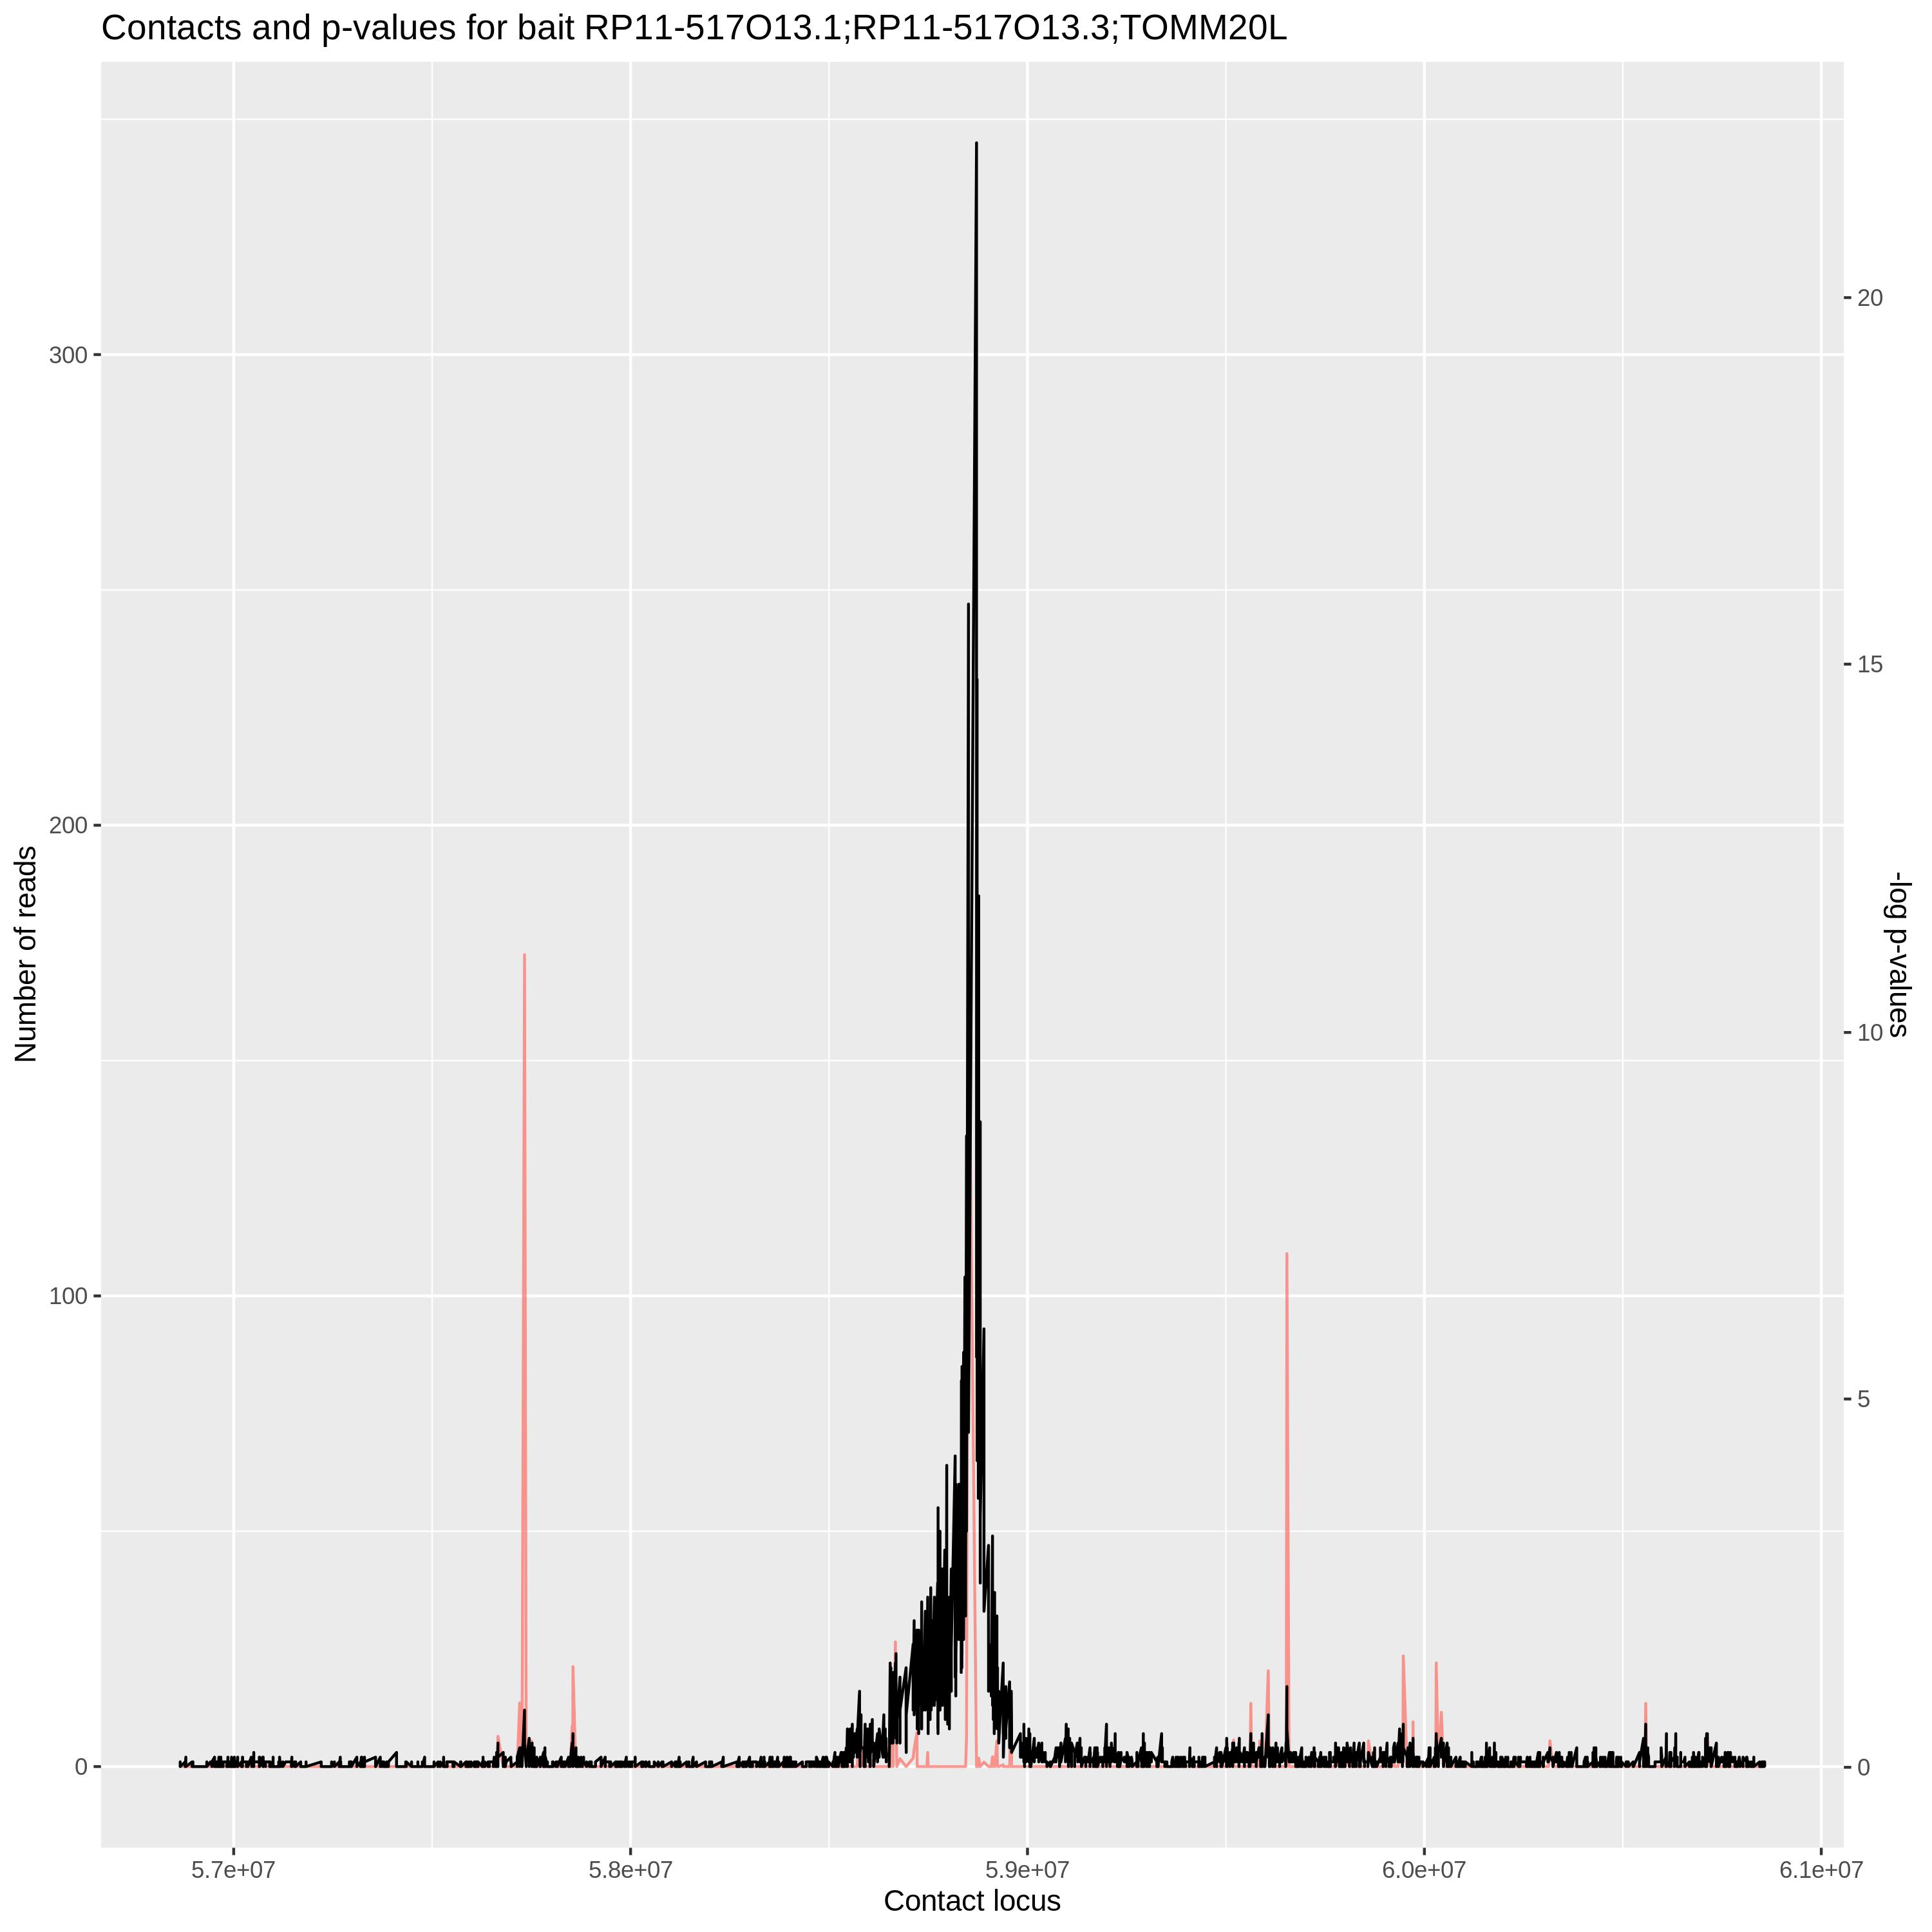 Contacts and p-values for bait RP11-517O13.1;RP11-517O13.3;TOMM20L
Number of reads
300
200
100
0
20
15
10
5
0
-log p-values
5.7e+07 5.8e+07 5.9e+07 6.0e+07 6.1e+07
Contact locus